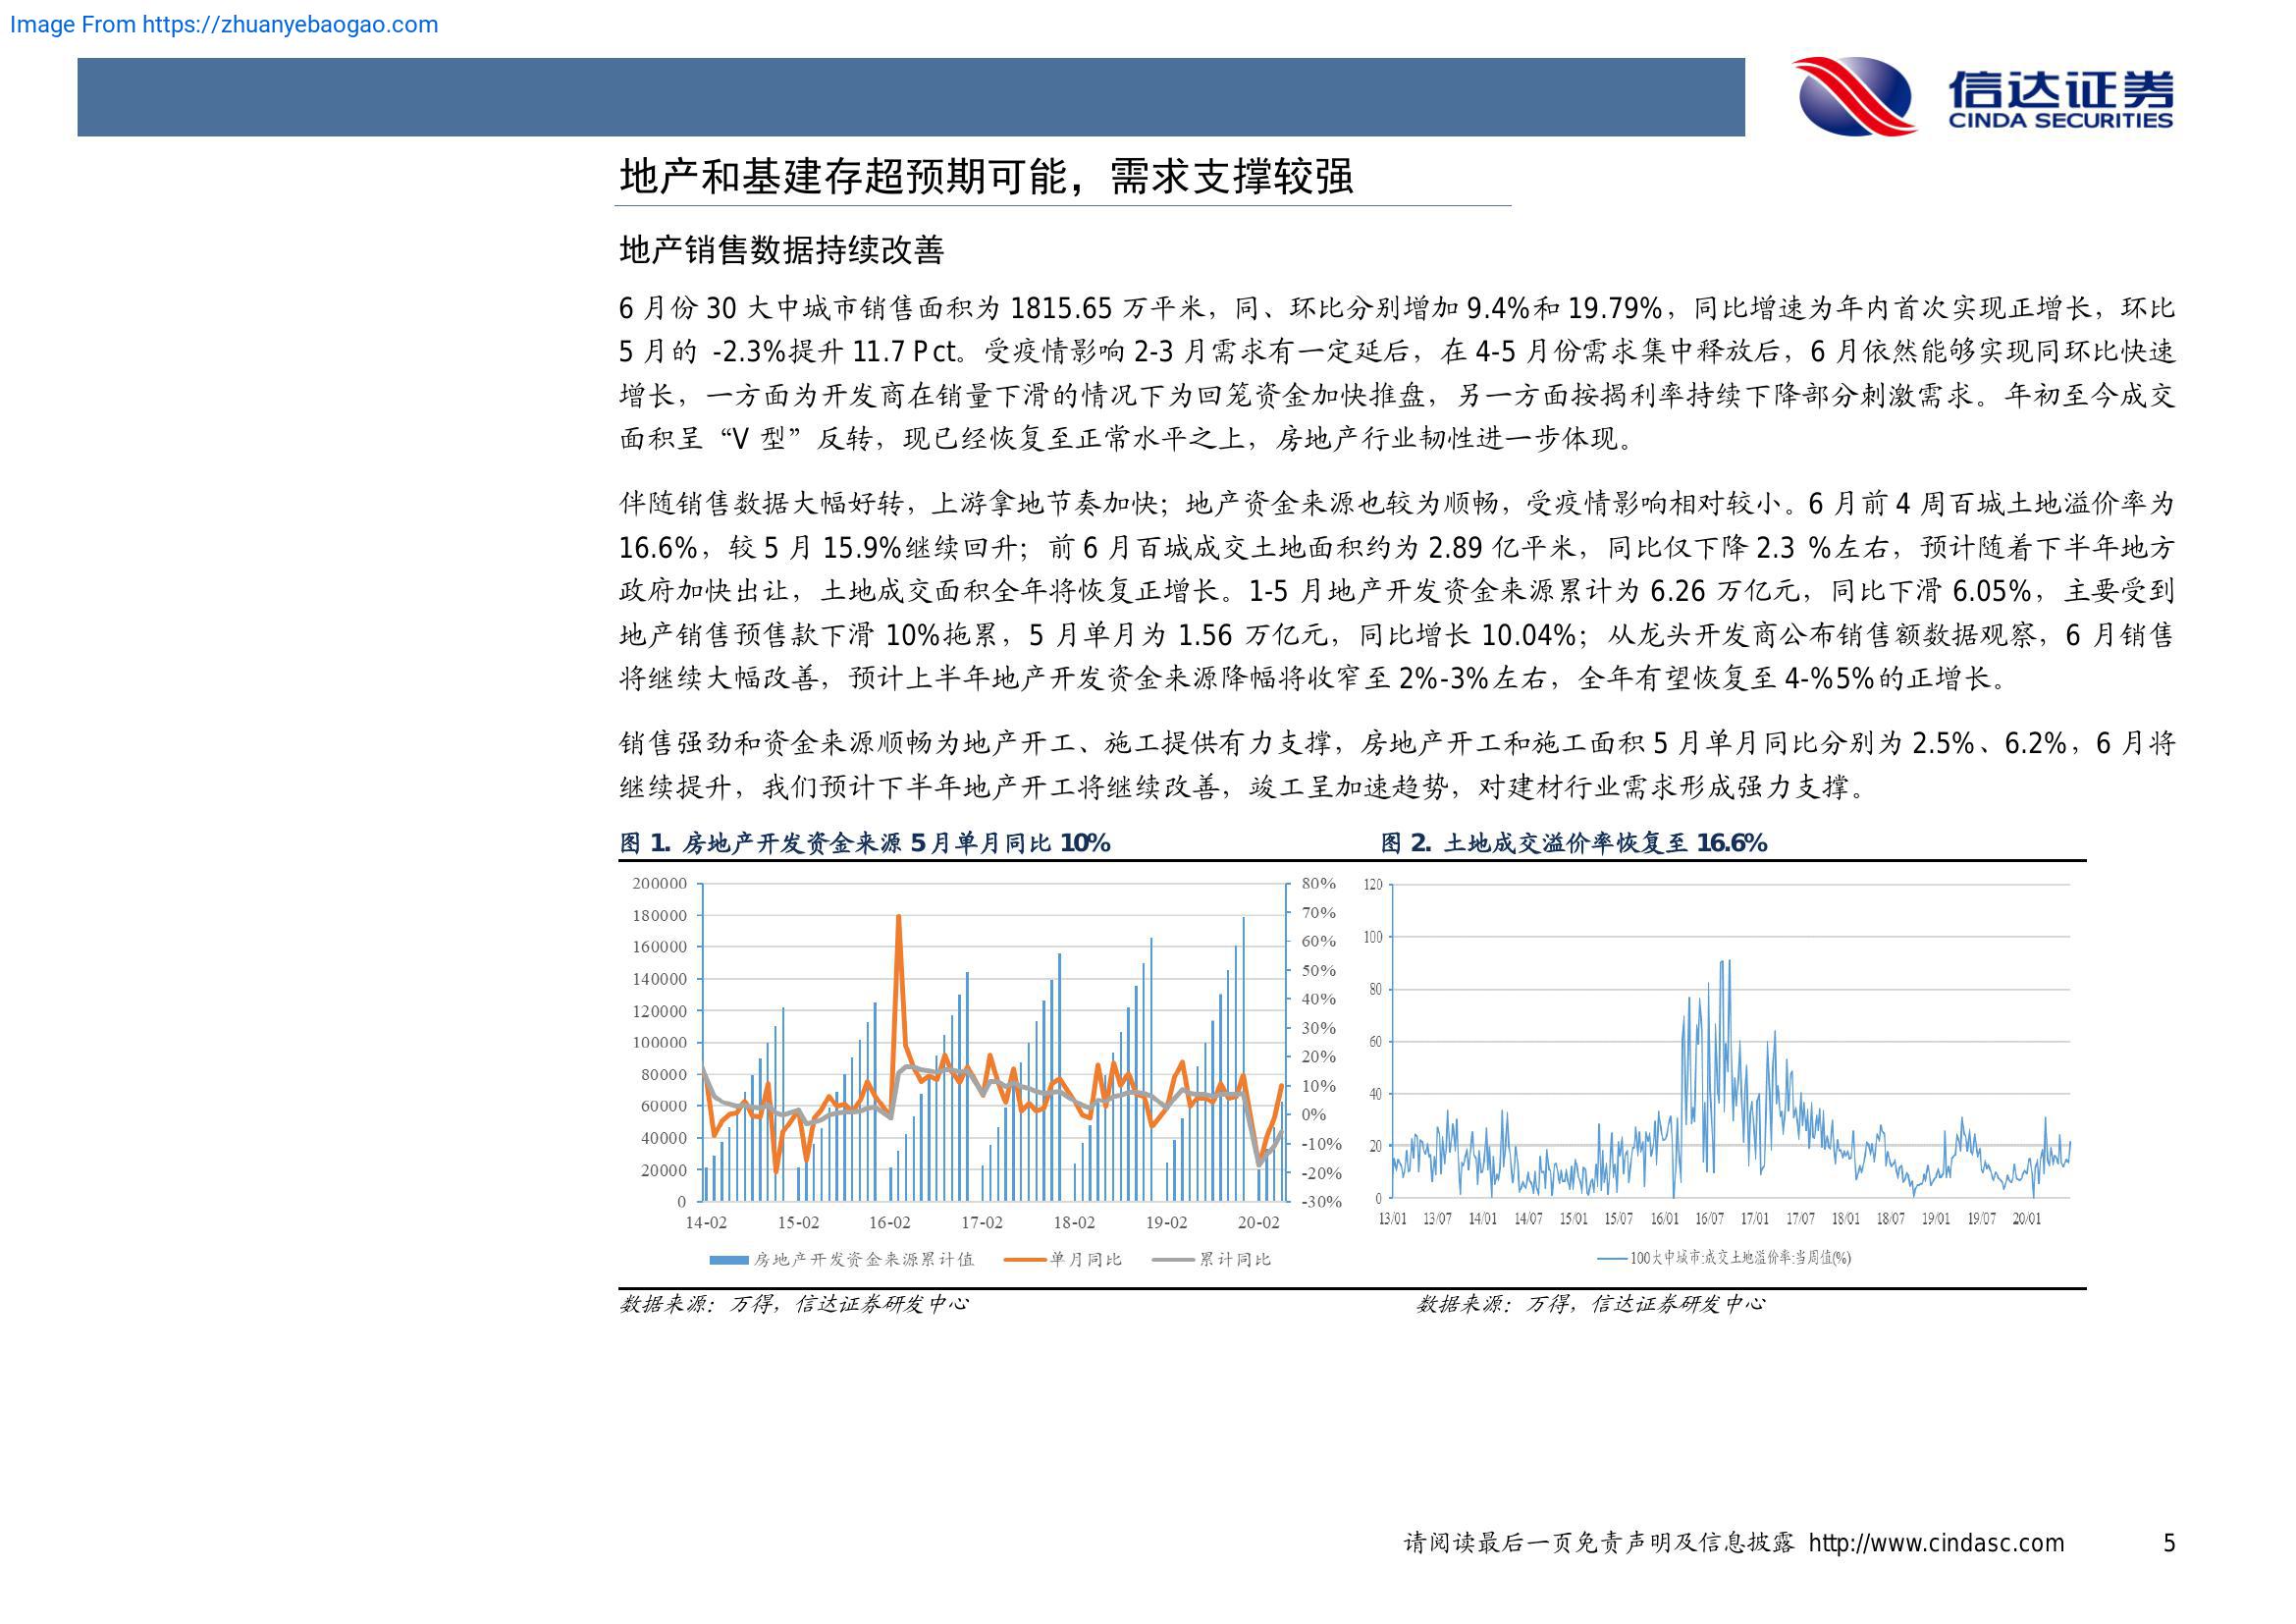 Image From https://zhuanyebaogao.com
信达证券
CINDA SECURITIES
地产和基建存超预期可能，需求支撑较强
地产销售数据持续改善
6 月份 30 大中城市销售面积为 1815.65 万平米，同、环比分别增加 9.4%和 19.79%，同比增速为年内首次实现正增长，环比
5 月的 -2.3%提升 11.7 Pct。受疫情影响 2-3 月需求有一定延后，在 4-5 月份需求集中释放后，6 月依然能够实现同环比快速
增长，一方面为开发商在销量下滑的情况下为回笼资金加快推盘，另一方面按揭利率持续下降部分刺激需求。年初至今成交
面积呈“V 型”反转，现已经恢复至正常水平之上，房地产行业韧性进一步体现。
伴随销售数据大幅好转，上游拿地节奏加快；地产资金来源也较为顺畅，受疫情影响相对较小。6 月前 4 周百城土地溢价率为
16.6%，较 5 月 15.9%继续回升；前 6 月百城成交土地面积约为 2.89 亿平米，同比仅下降 2.3 %左右，预计随着下半年地方
政府加快出让，土地成交面积全年将恢复正增长。1-5 月地产开发资金来源累计为 6.26 万亿元，同比下滑 6.05%，主要受到
地产销售预售款下滑 10%拖累，5 月单月为 1.56 万亿元，同比增长 10.04%；从龙头开发商公布销售额数据观察，6 月销售
将继续大幅改善，预计上半年地产开发资金来源降幅将收窄至 2%-3%左右，全年有望恢复至 4-%5%的正增长。
销售强劲和资金来源顺畅为地产开工、施工提供有力支撑，房地产开工和施工面积 5 月单月同比分别为 2.5%、6.2%，6 月将
继续提升，我们预计下半年地产开工将继续改善，竣工呈加速趋势，对建材行业需求形成强力支撑。
图 1. 房地产开发资金来源 5 月单月同比 10%
200000
180000
160000
140000
120000
100000
80000
60000
40000
20000
0
80%
70%
60%
50%
40%
30%
20%
10%
0%
-10%
-20%
-30%
14-02 15-02 16-02 17-02 18-02 19-02 20-02
房地产开发资金来源累计值 单月同比 累计同比
数据来源：万得，信达证券研发中心
图 2. 土地成交溢价率恢复至 16.6%
120
100
80
60
40
20
0
13/01 13/07 14/01 14/07 15/01 15/07 16/01 16/07 17/01 17/07 18/01 18/07 19/01 19/07 20/01
100大中城市:成交土地溢价率:当周值(%)
数据来源：万得，信达证券研发中心
请阅读最后一页免责声明及信息披露 http://www.cindasc.com 5